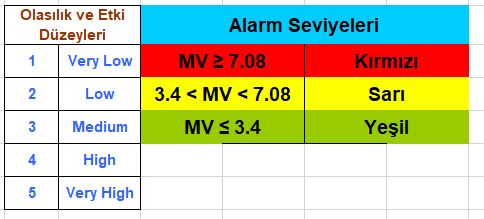 Olasılık ve Etki Düzeyleri
Alarm Seviyeleri
1 Very Low MV ≥ 7.08 Kırmızı
2 Low 3.4 < MV < 7.08 Sarı
3 Medium MV ≤ 3.4 Yeşil
4 High
5 Very High